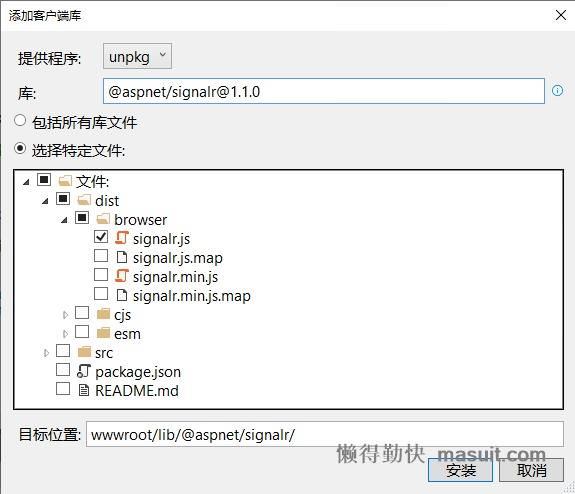 添加客户端库
提供程序: unpkg
库: @aspnet/signalr@1.1.0
包括所有库文件
选择特定文件:
文件:
dist
browser
signalr.js
signalr.js.map
signalr.min.js
signalr.min.js.map
cjs
esm
src
package.json
README.md
目标位置: wwwroot/lib/@aspnet/signalr/
懒得勤快 masuit.com
安装 取消